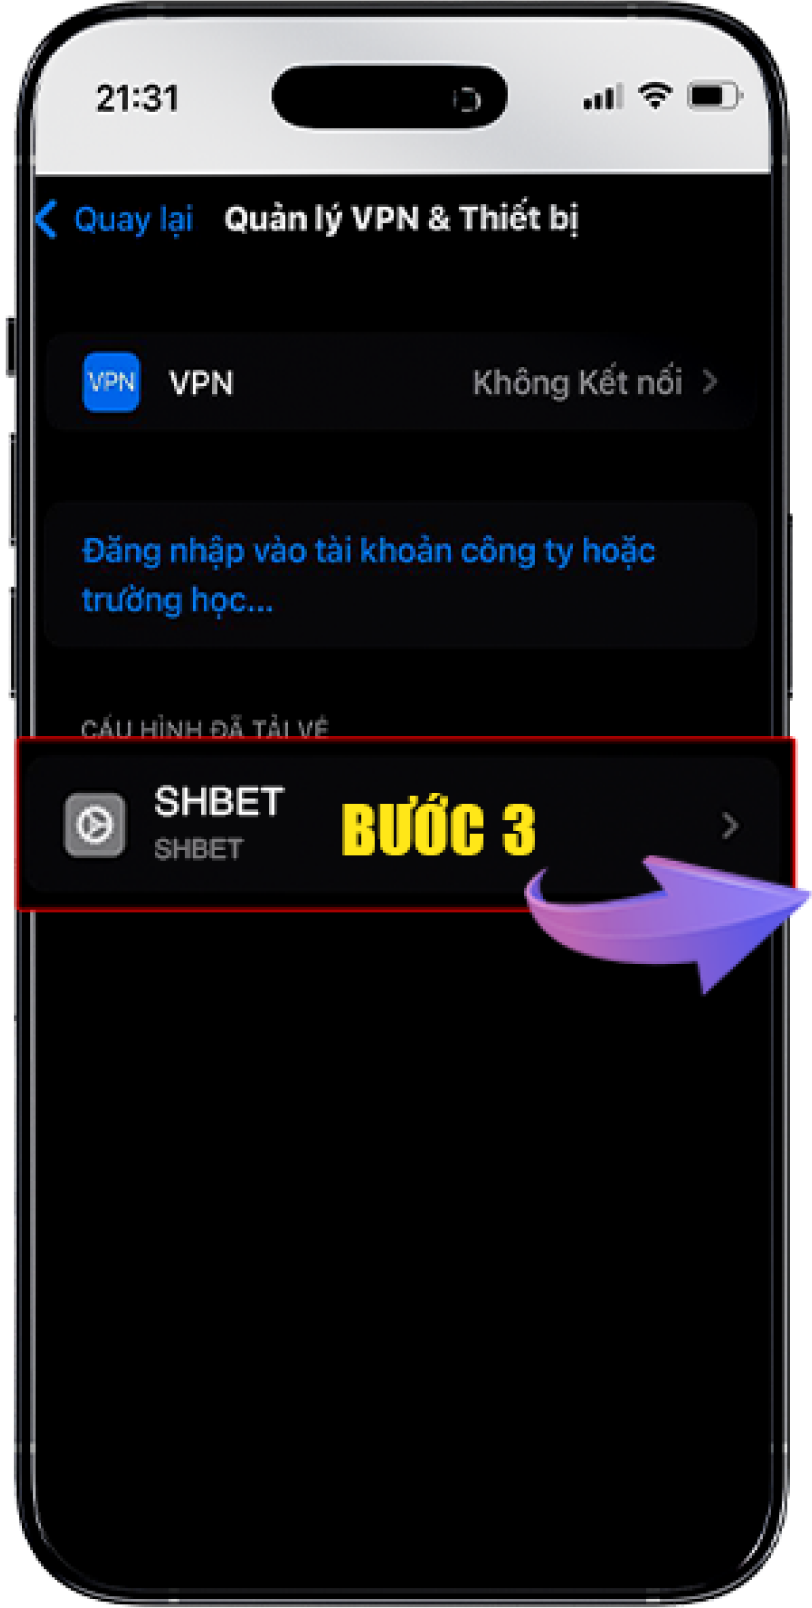 21:31
Quay lại Quản lý VPN & Thiết bị
VPN VPN Không Kết nối
Đăng nhập vào tài khoản công ty hoặc
trường học...
CẤU HÌNH ĐÃ TẢI VỀ
SHBET
BƯỚC 3
SHBET